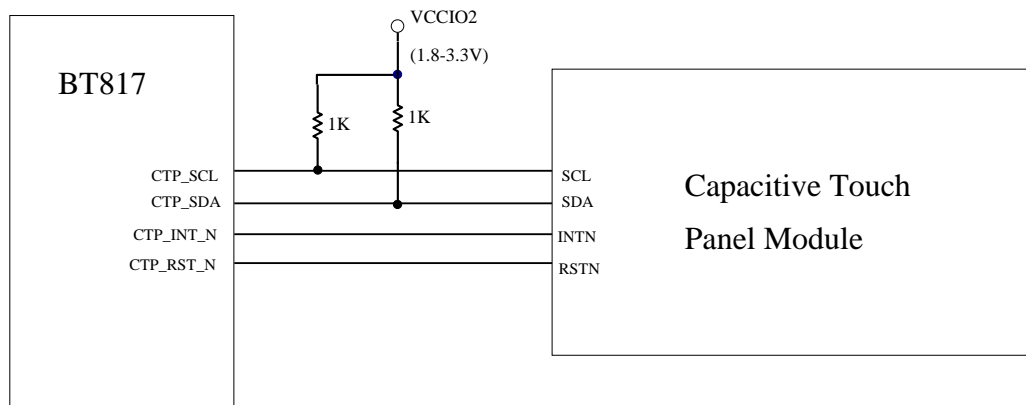 VCCIO2
(1.8-3.3V)
BT817
1K
1K
CTP_SCL
SCL
CTP_SDA
SDA
CTP_INT_N
INTN
CTP_RST_N
RSTN
Capacitive Touch
Panel Module